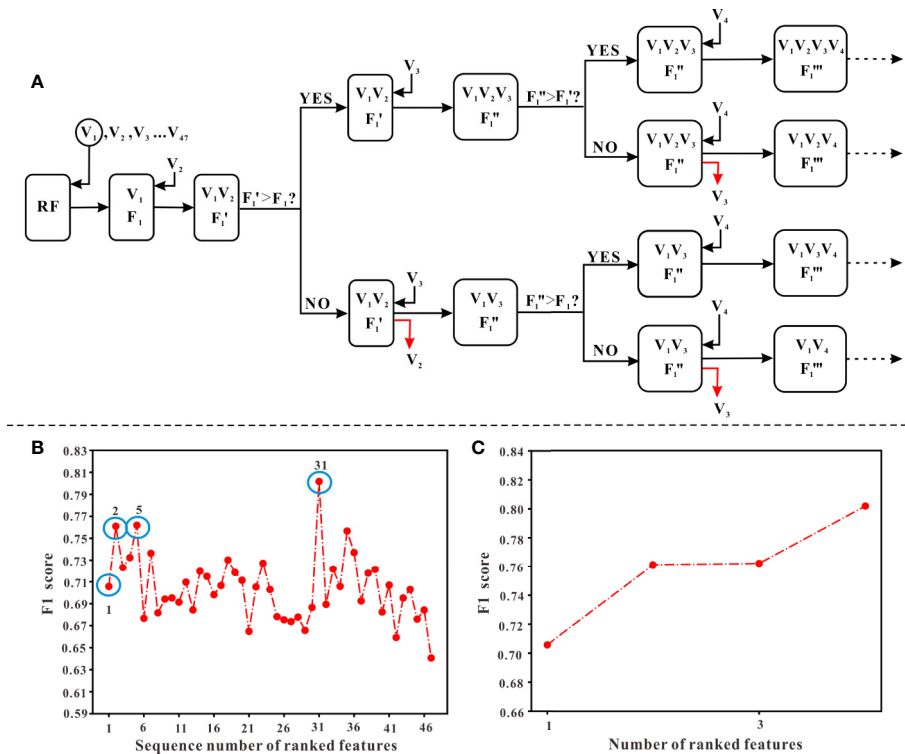 A
V₁ , V₂ , V₃ ... V₄₇
RF
V₁
F₁
V₂
V₁V₂
F₁'
F₁'>F₁?
YES
V₁V₂
F₁'
V₃
V₁V₂V₃
F₁''
F₁''>F₁'?
YES
V₁V₂V₃
F₁''
V₄
V₁V₂V₃V₄
F₁'''
NO
V₁V₂V₃
F₁''
V₄
V₃
V₁V₂V₄
F₁'''
NO
V₁V₂
F₁'
V₃
V₂
V₁V₃
F₁''
F₁''>F₁?
YES
V₁V₃
F₁''
V₄
V₁V₃V₄
F₁'''
NO
V₁V₃
F₁''
V₄
V₃
V₁V₄
F₁'''
B
0.83
0.81
0.79
0.77
0.75
0.73
0.71
0.69
0.67
0.65
0.63
0.61
0.59
F1 score
1
2
5
31
1 6 11 16 21 26 31 36 41 46
Sequence number of ranked features
C
0.84
0.82
0.80
0.78
0.76
0.74
0.72
0.70
0.68
0.66
F1 score
1 3
Number of ranked features